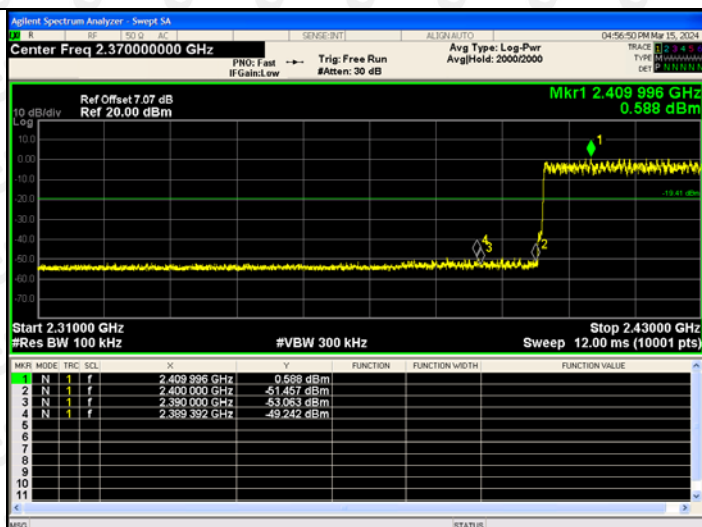 Agilent Spectrum Analyzer - Swept SA
LXI R RF 50 Ω AC SENSE:INT ALIGN AUTO 04:56:50 PM Mar 15, 2024
Center Freq 2.370000000 GHz
PNO: Fast
IFGain:Low
Trig: Free Run
#Atten: 30 dB
Avg Type: Log-Pwr
Avg|Hold: 2000/2000
TRACE 1 2 3 4 5 6
TYPE M
DET P N N N N N
Ref Offset 7.07 dB
Mkr1 2.409 996 GHz
10 dB/div Ref 20.00 dBm 0.588 dBm
Log
10.0
0.00
-10.0
-20.0
-19.41 dBm
-30.0
-40.0
-50.0
-60.0
-70.0
1
4
3
2
Start 2.31000 GHz Stop 2.43000 GHz
#Res BW 100 kHz #VBW 300 kHz Sweep 12.00 ms (10001 pts)
MKR MODE TRC SCL X Y FUNCTION FUNCTION WIDTH FUNCTION VALUE
1 N 1 f 2.409 996 GHz 0.588 dBm
2 N 1 f 2.400 000 GHz -51.457 dBm
3 N 1 f 2.390 000 GHz -53.063 dBm
4 N 1 f 2.389 392 GHz -49.242 dBm
5
6
7
8
9
10
11
MSG STATUS